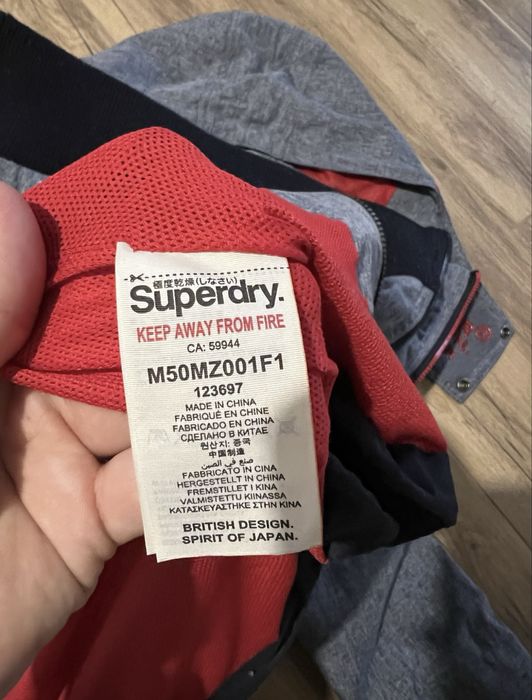 極度乾燥(しなさい)
Superdry.
KEEP AWAY FROM FIRE
CA: 59944
M50MZ001F1
123697
MADE IN CHINA
FABRIQUÉ EN CHINE
FABRICADO EN CHINA
СДЕЛАНО В КИТАЕ
원산지: 중국
中国制造
صنع في الصين
FABBRICATO IN CINA
HERGESTELLT IN CHINA
FREMSTILLET I KINA
VALMISTETTU KIINASSA
ΚΑΤΑΣΚΕΥΑΣΤΗΚΕ ΣΤΗΝ ΚΙΝΑ
BRITISH DESIGN.
SPIRIT OF JAPAN.